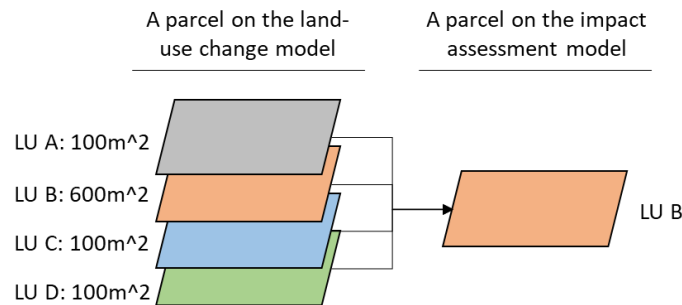 A parcel on the land-
use change model
A parcel on the impact
assessment model
LU A: 100m^2
LU B: 600m^2
LU C: 100m^2
LU D: 100m^2
LU B